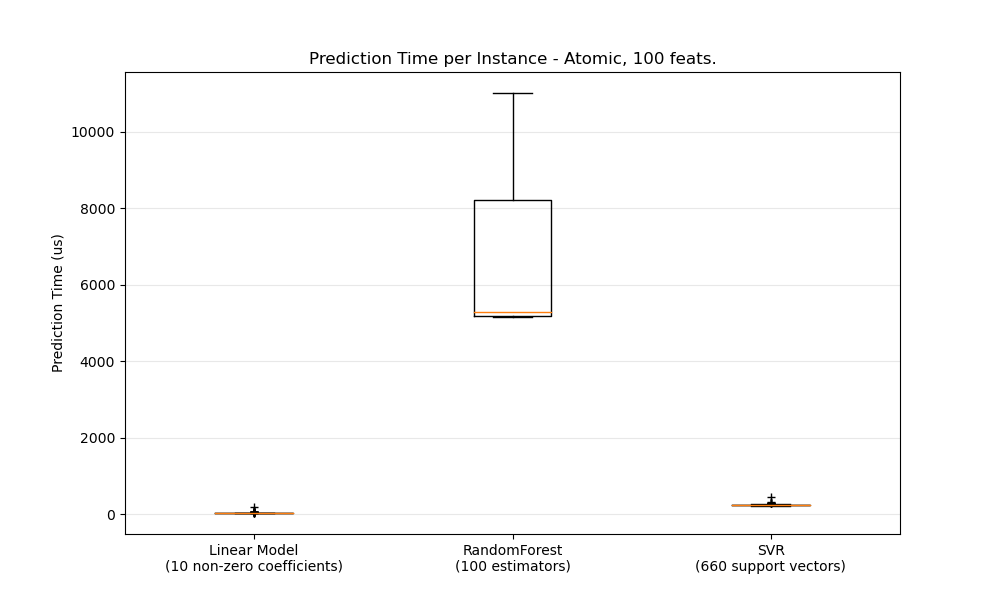 Prediction Time per Instance - Atomic, 100 feats.
Prediction Time (us)
10000
8000
6000
4000
2000
0
Linear Model
(10 non-zero coefficients)
RandomForest
(100 estimators)
SVR
(660 support vectors)